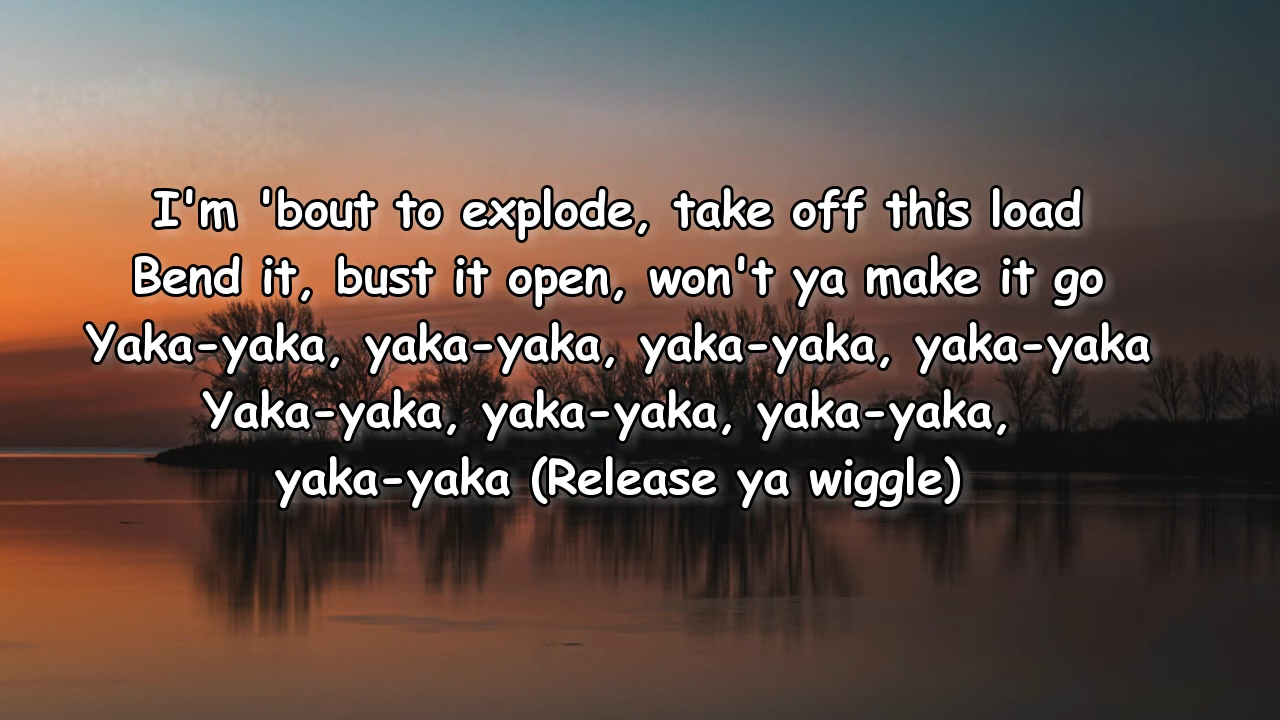 I'm 'bout to explode, take off this load
Bend it, bust it open, won't ya make it go
Yaka-yaka, yaka-yaka, yaka-yaka, yaka-yaka
Yaka-yaka, yaka-yaka, yaka-yaka,
yaka-yaka (Release ya wiggle)